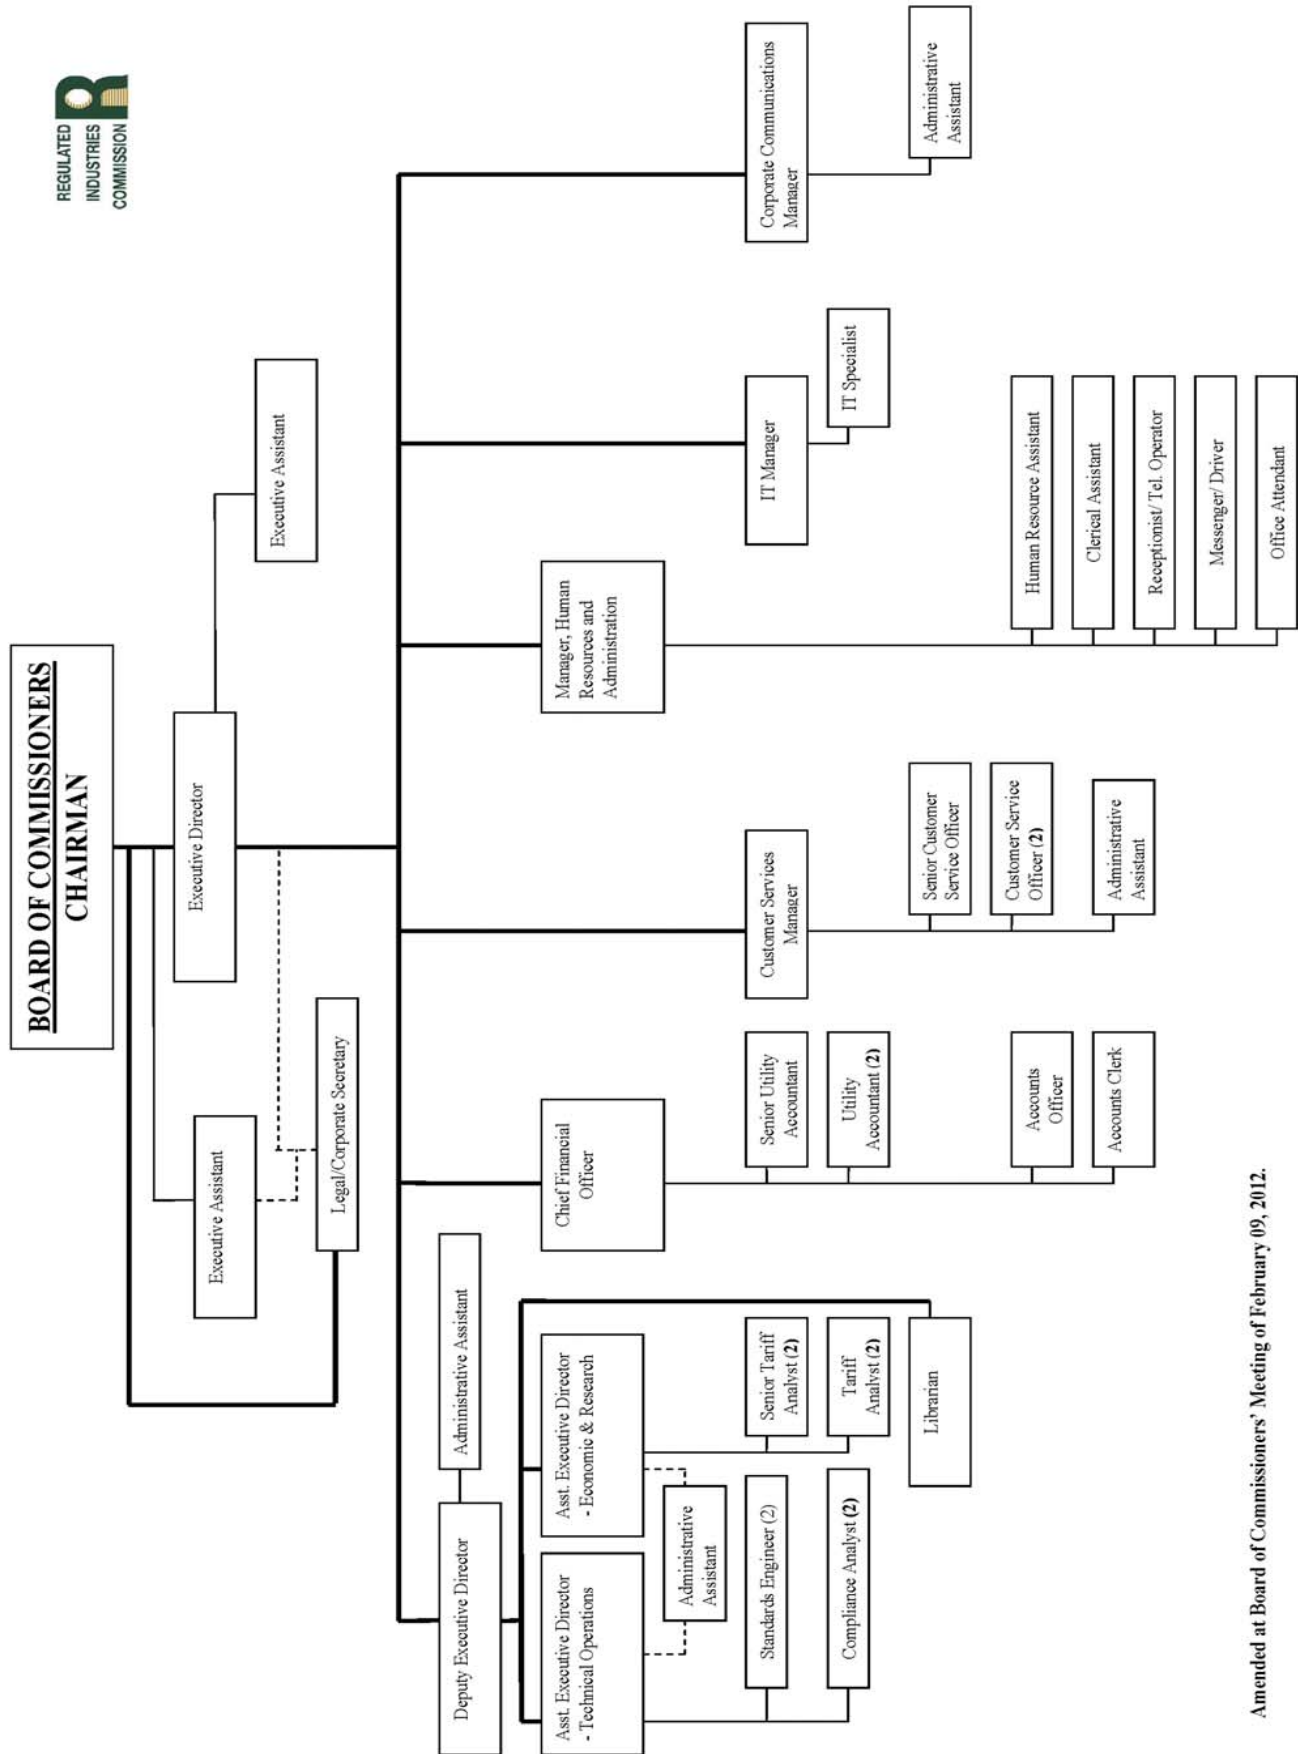 REGULATED
INDUSTRIES
COMMISSION
BOARD OF COMMISSIONERS
CHAIRMAN
Executive Director
Executive Assistant
Executive Assistant
Legal/Corporate Secretary
Deputy Executive Director
Administrative Assistant
Asst. Executive Director
- Technical Operations
Asst. Executive Director
- Economic & Research
Administrative
Assistant
Standards Engineer (2)
Compliance Analyst (2)
Senior Tariff
Analyst (2)
Tariff
Analyst (2)
Librarian
Chief Financial
Officer
Senior Utility
Accountant
Utility
Accountant (2)
Accounts
Officer
Accounts Clerk
Customer Services
Manager
Senior Customer
Service Officer
Customer Service
Officer (2)
Administrative
Assistant
Manager, Human
Resources and
Administration
Human Resource Assistant
Clerical Assistant
Receptionist/ Tel. Operator
Messenger/ Driver
Office Attendant
IT Manager
IT Specialist
Corporate Communications
Manager
Administrative
Assistant
Amended at Board of Commissioners' Meeting of February 09, 2012.